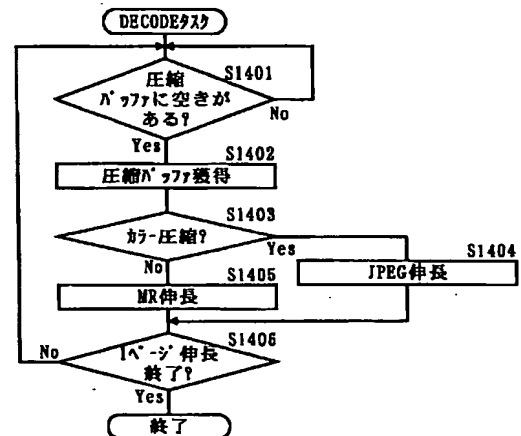 DECODEタスク
S1401
圧縮
バッファに空きが
ある?
No
Yes
S1402
圧縮バッファ獲得
S1403
カラー圧縮?
Yes
No
S1404
JPEG伸長
S1405
MR伸長
S1406
1ページ伸長
終了?
No
Yes
終了